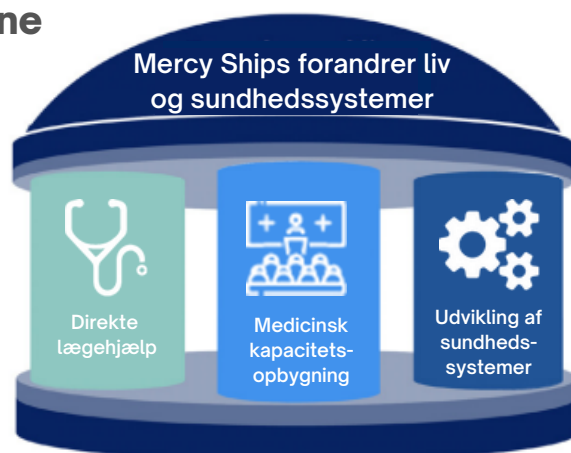 ne
Mercy Ships forandrer liv
og sundhedssystemer
Direkte
lægehjælp
Medicinsk
kapacitets-
opbygning
Udvikling af
sundheds-
systemer